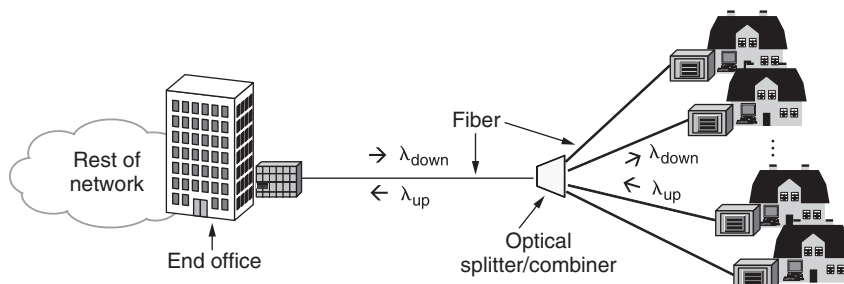 Rest of
network
End office
→ λdown
← λup
Fiber
Optical
splitter/combiner
λdown
λup